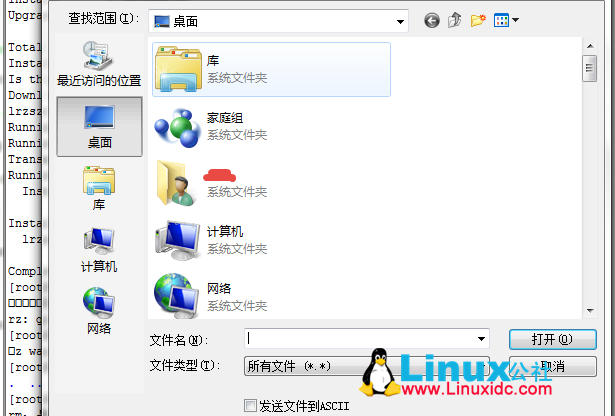 Insta
Upgra
Total
Insta
Is th
Downl
lrzsz
Runni
Runni
Trans
Runni
Ins
Insta
lrz
Compl
[root
rz: g
[root
z wa
[root
. ..
[root
rm: r
查找范围(I):
桌面
最近访问的位置
桌面
库
计算机
网络
库
系统文件夹
家庭组
系统文件夹
系统文件夹
计算机
系统文件夹
网络
系统文件夹
文件名(N):
打开(O)
文件类型(T):
所有文件 (*.*)
取消
发送文件到ASCII
Linux公社
www.Linuxidc.com